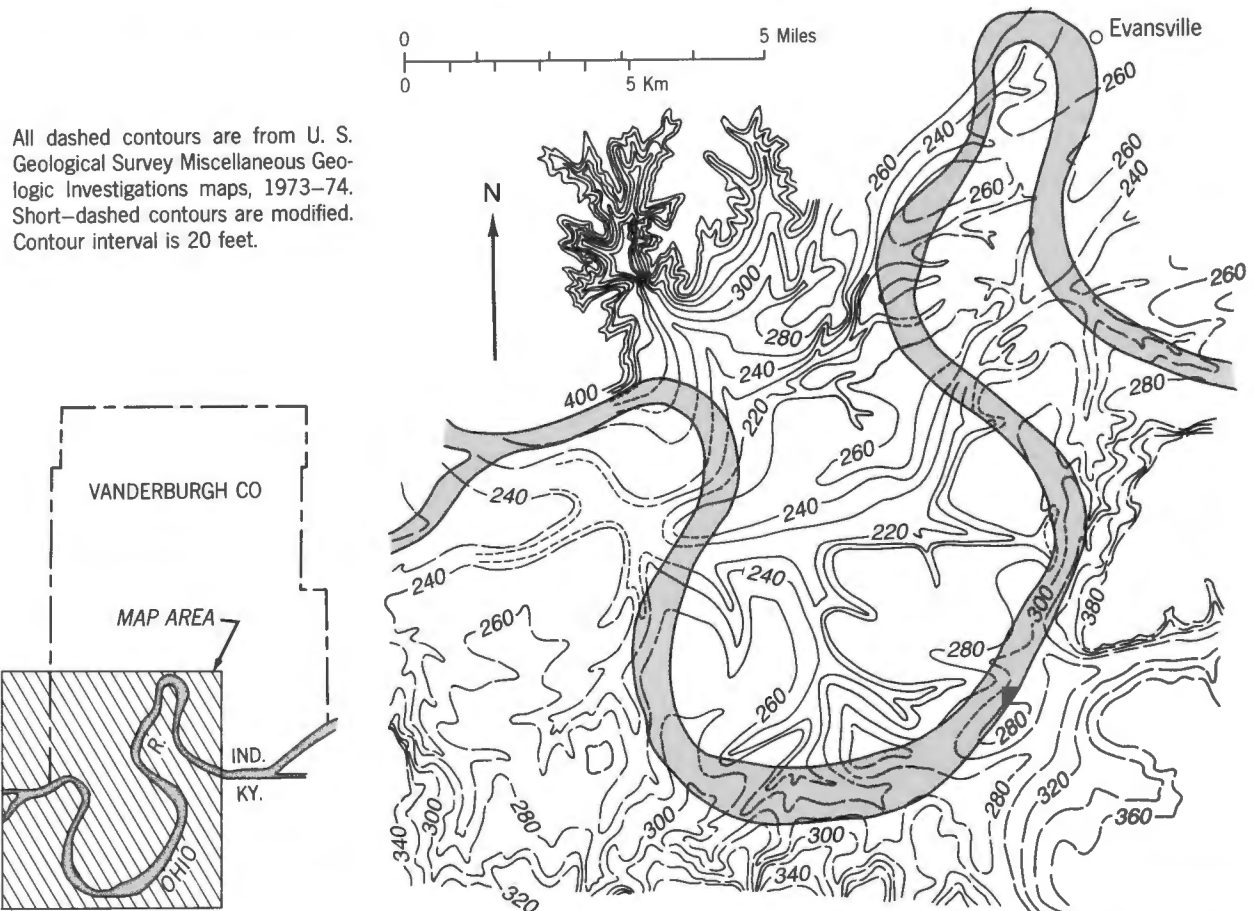 0
5 Miles
0
5 Km
Evansville
All dashed contours are from U. S.
Geological Survey Miscellaneous Geo-
logic Investigations maps, 1973–74.
Short–dashed contours are modified.
Contour interval is 20 feet.
N
260
240
260
260
260
240
260
300
260
280
240
280
400
240
220
VANDERBURGH CO
260
240
240
220
MAP AREA
240
240
300
380
260
280
R.
IND.
KY.
260
280
280
320
OHIO
280
300
300
360
340
300
340
320